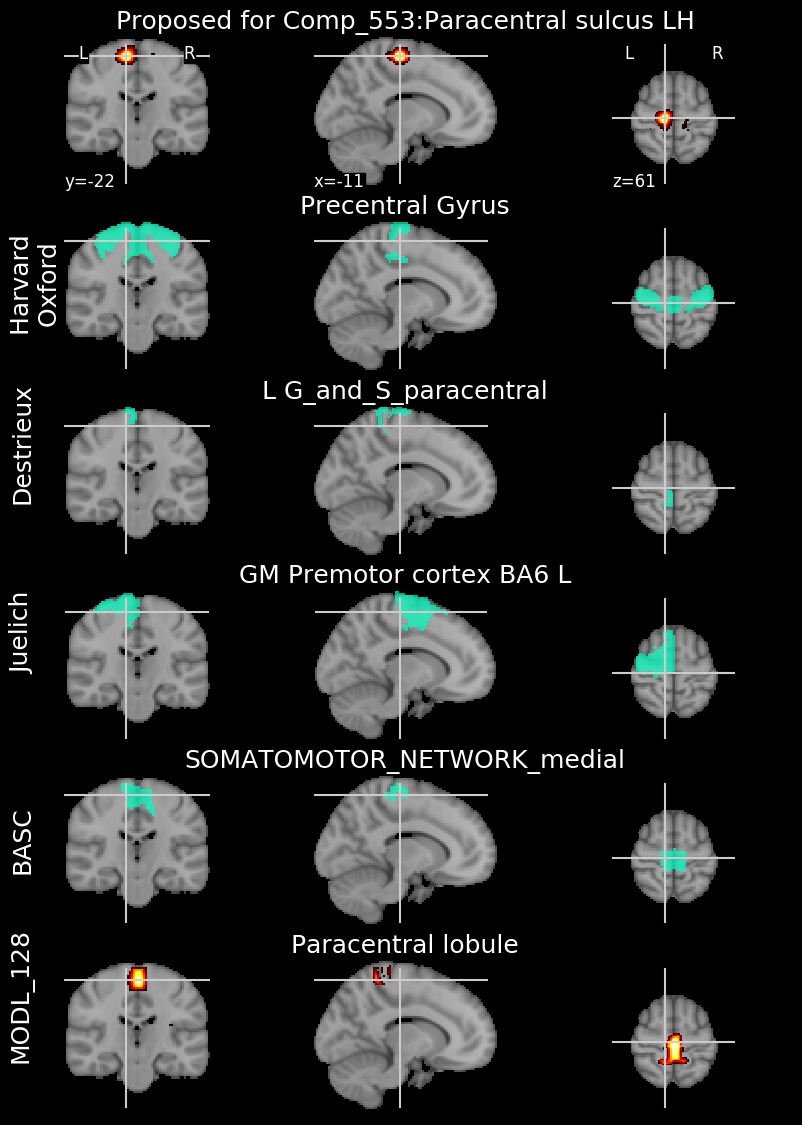 Proposed for Comp_553:Paracentral sulcus LH
L R
L R
y=-22
x=-11
z=61
Precentral Gyrus
Harvard
Oxford
L G_and_S_paracentral
Destrieux
GM Premotor cortex BA6 L
Juelich
SOMATOMOTOR_NETWORK_medial
BASC
Paracentral lobule
MODL_128